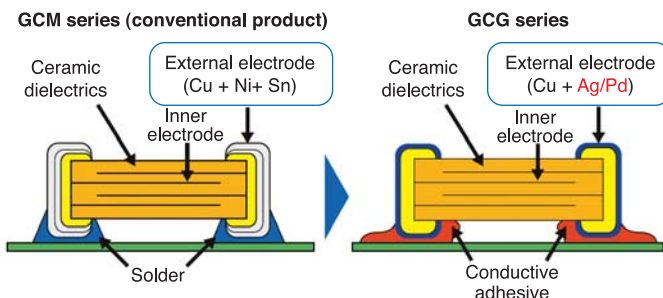 GCM series (conventional product)
External electrode
(Cu + Ni+ Sn)
Ceramic
dielectrics
Inner
electrode
Solder
GCG series
External electrode
(Cu + Ag/Pd)
Ceramic
dielectrics
Inner
electrode
Conductive
adhesive